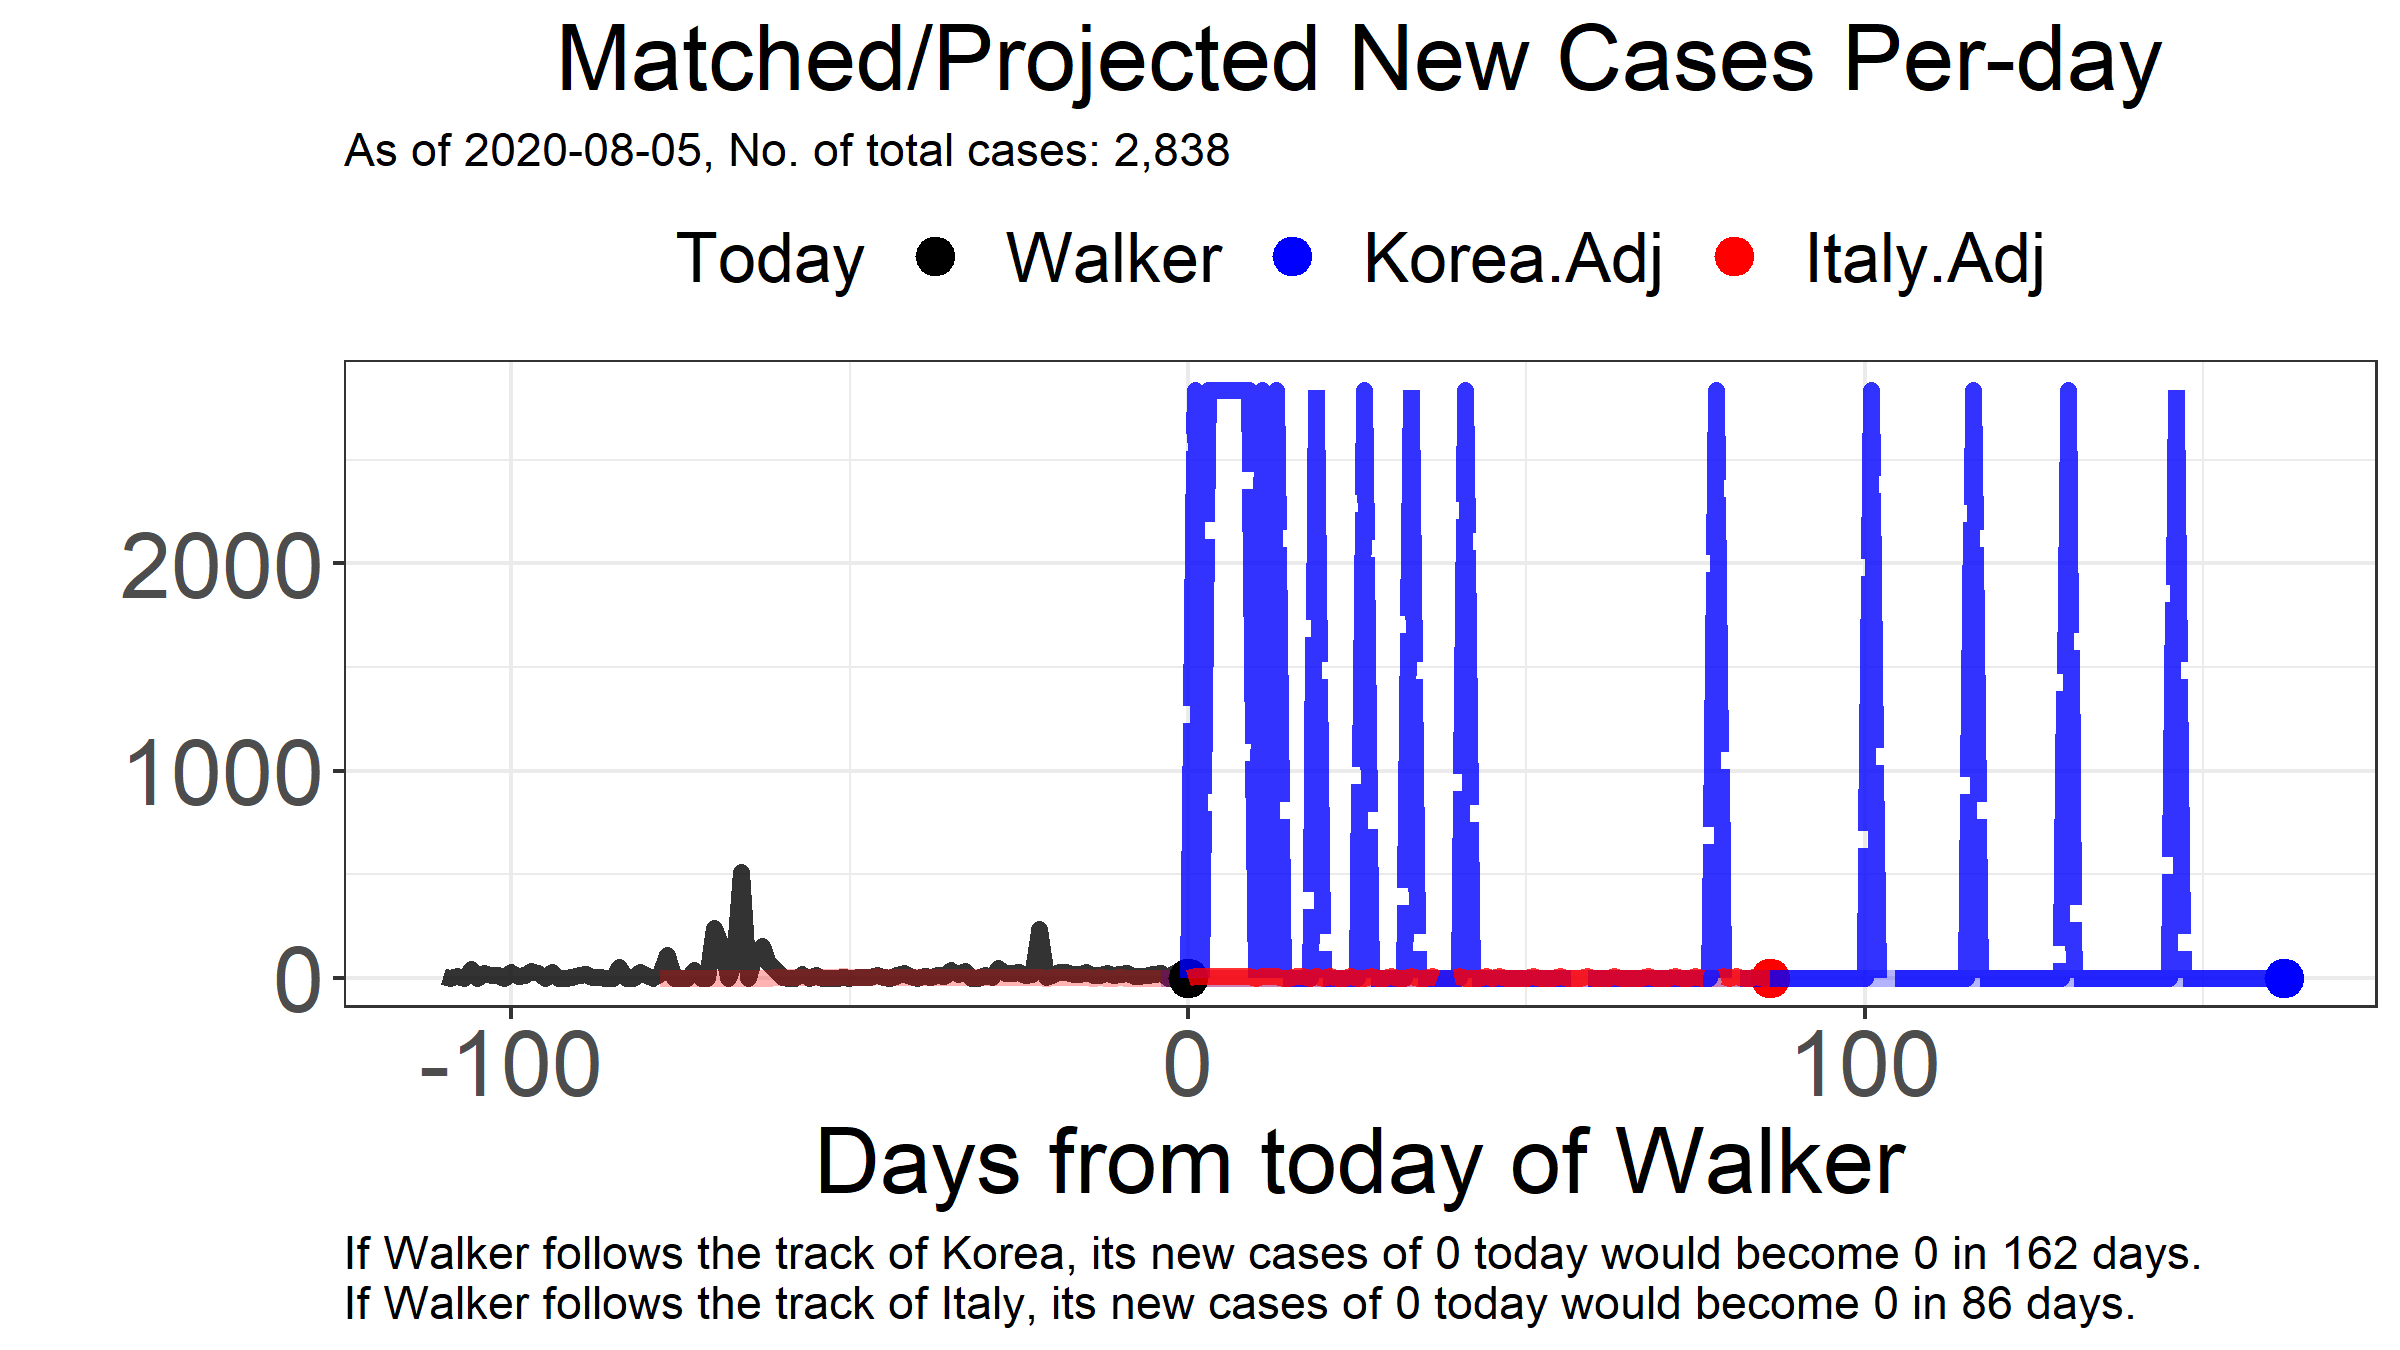 Matched/Projected New Cases Per-day
As of 2020-08-05, No. of total cases: 2,838
Today Walker Korea.Adj Italy.Adj
2000
1000
0
-100 0 100
Days from today of Walker
If Walker follows the track of Korea, its new cases of 0 today would become 0 in 162 days.
If Walker follows the track of Italy, its new cases of 0 today would become 0 in 86 days.